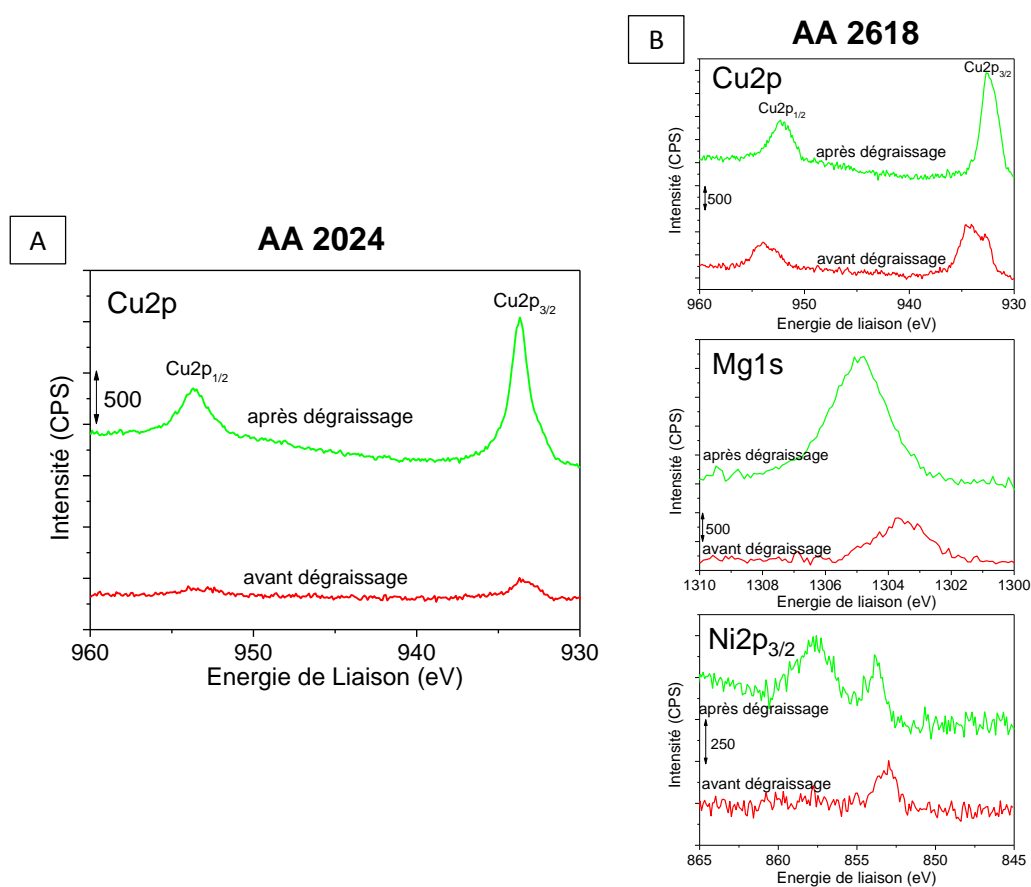 A
AA 2024
Cu2p
Cu2p3/2
Cu2p1/2
500
après dégraissage
avant dégraissage
Intensité (CPS)
960 950 940 930
Energie de Liaison (eV)
B
AA 2618
Cu2p
Cu2p3/2
Cu2p1/2
après dégraissage
500
avant dégraissage
Intensité (CPS)
960 950 940 930
Energie de liaison (eV)
Mg1s
après dégraissage
500
avant dégraissage
Intensité (CPS)
1310 1308 1306 1304 1302 1300
Energie de liaison (eV)
Ni2p3/2
après dégraissage
250
avant dégraissage
Intensité (CPS)
865 860 855 850 845
Energie de liaison (eV)